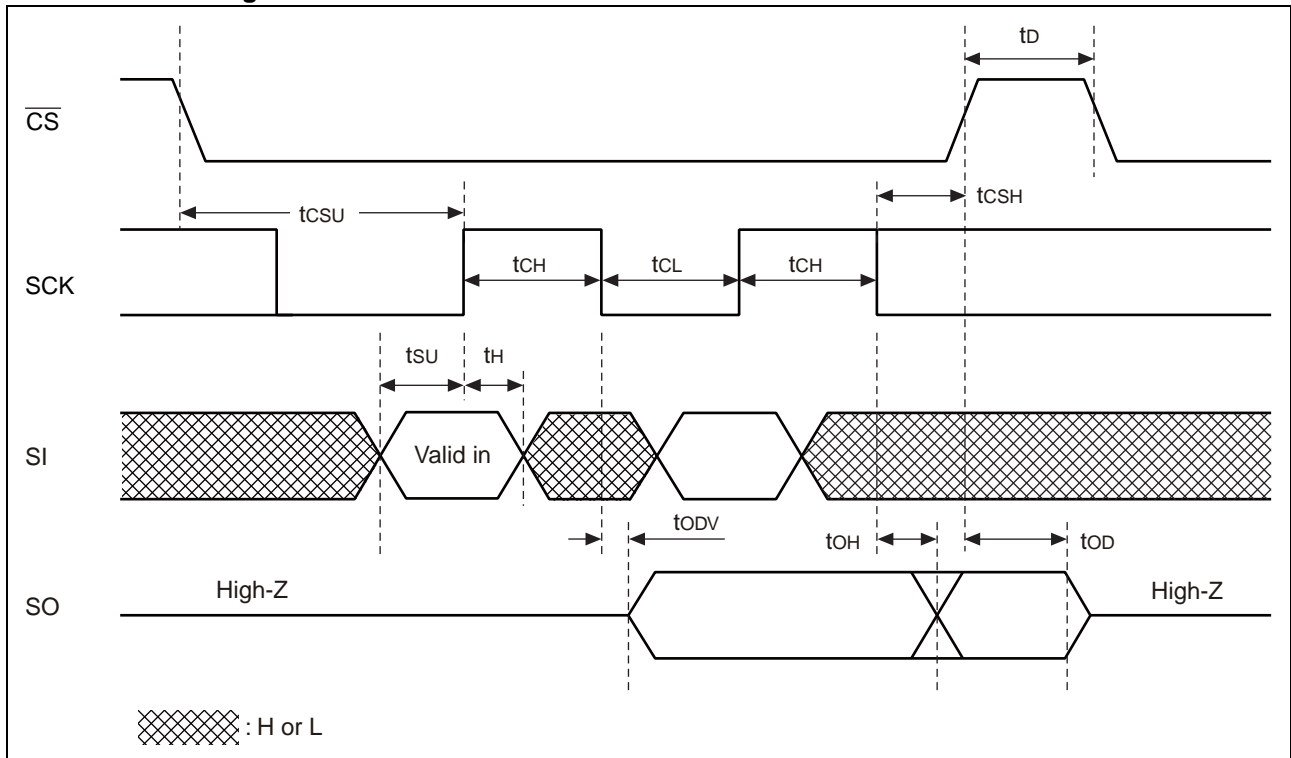 tD
CS
tCSH
tCSU
tCH
tCL
tCH
SCK
tSU
tH
SI
Valid in
tODV
tOH
tOD
High-Z
High-Z
SO
: H or L